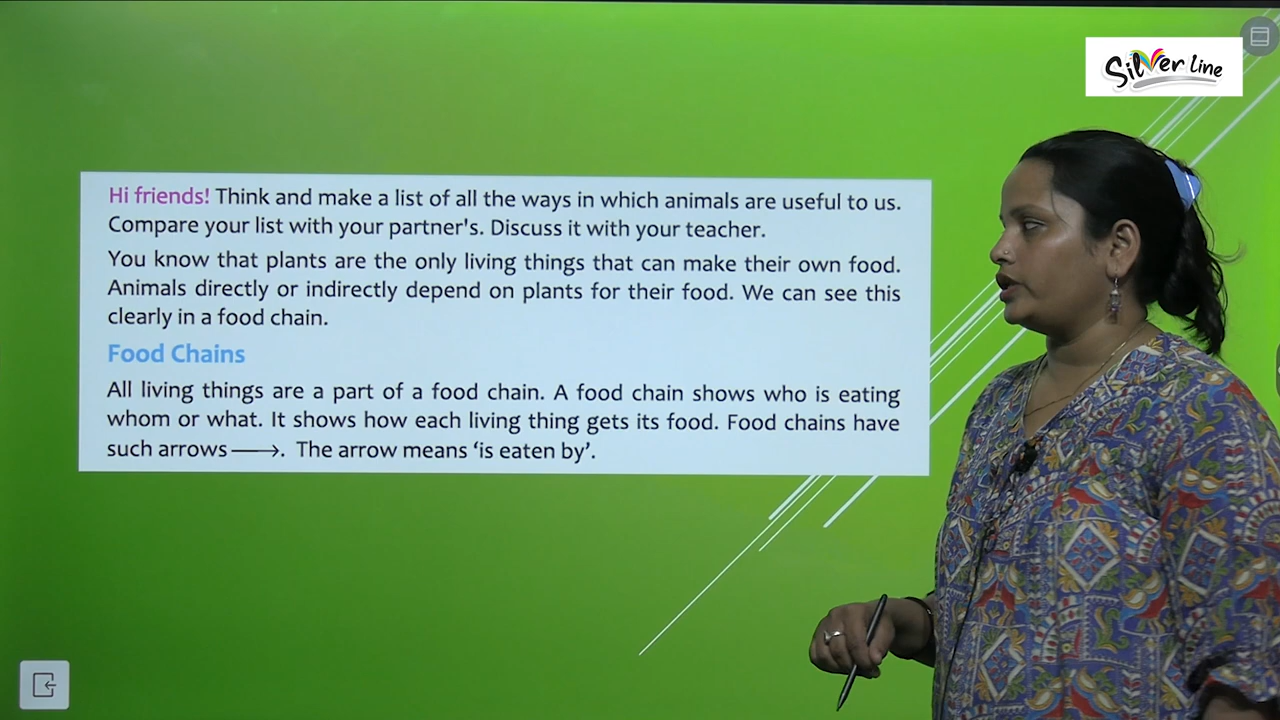 Silver Line
Hi friends! Think and make a list of all the ways in which animals are useful to us.
Compare your list with your partner's. Discuss it with your teacher.
You know that plants are the only living things that can make their own food.
Animals directly or indirectly depend on plants for their food. We can see this
clearly in a food chain.
Food Chains
All living things are a part of a food chain. A food chain shows who is eating
whom or what. It shows how each living thing gets its food. Food chains have
such arrows ⟶. The arrow means ‘is eaten by’.